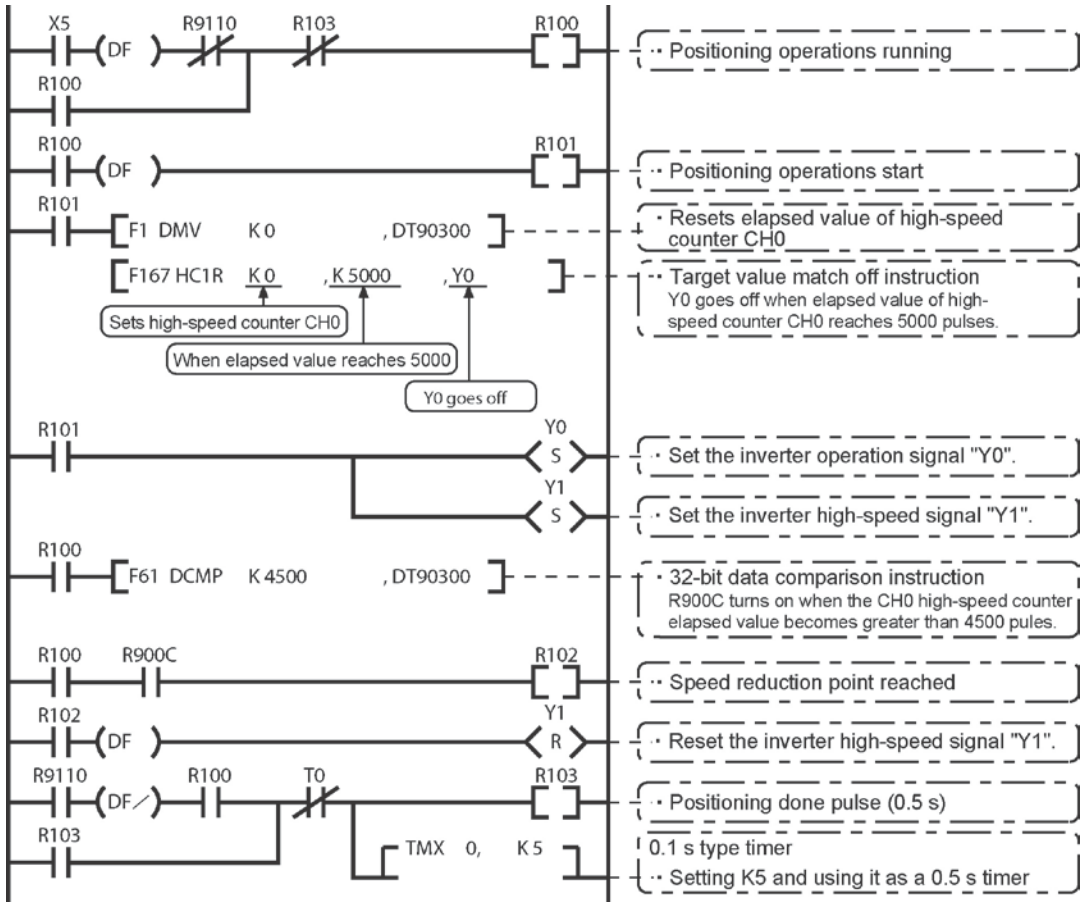 X5 R9110 R103 R100
(DF ) Positioning operations running
R100
R100 R101
(DF ) Positioning operations start
R101
F1 DMV K 0 , DT90300
· Resets elapsed value of high-speed
counter CH0
F167 HC1R K 0 , K 5000 , Y0
· Target value match off instruction
Y0 goes off when elapsed value of high-
speed counter CH0 reaches 5000 pulses.
Sets high-speed counter CH0
When elapsed value reaches 5000
Y0 goes off
R101 Y0
S · Set the inverter operation signal "Y0".
Y1
S · Set the inverter high-speed signal "Y1".
R100
F61 DCMP K 4500 , DT90300
· 32-bit data comparison instruction
R900C turns on when the CH0 high-speed counter
elapsed value becomes greater than 4500 pules.
R100 R900C R102
· Speed reduction point reached
R102 Y1
(DF ) R · Reset the inverter high-speed signal "Y1".
R9110 R100 T0 R103
(DF/) · Positioning done pulse (0.5 s)
R103
TMX 0, K 5
0.1 s type timer
· Setting K5 and using it as a 0.5 s timer